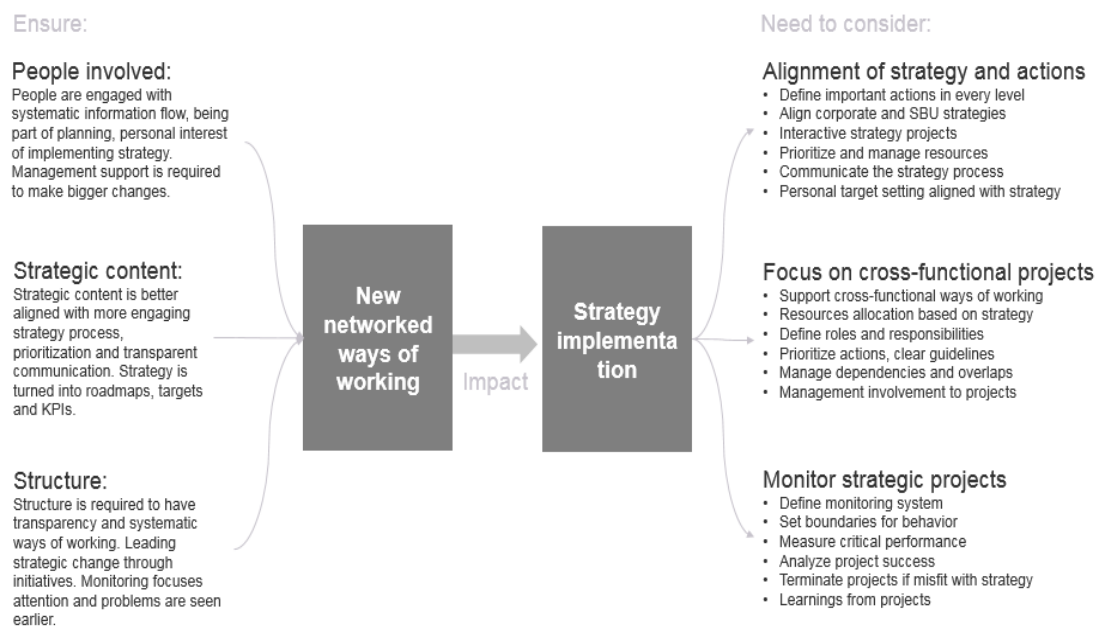 Ensure:
People involved:
People are engaged with
systematic information flow, being
part of planning, personal interest
of implementing strategy.
Management support is required
to make bigger changes.
Strategic content:
Strategic content is better
aligned with more engaging
strategy process,
prioritization and transparent
communication. Strategy is
turned into roadmaps, targets
and KPIs.
Structure:
Structure is required to have
transparency and systematic
ways of working. Leading
strategic change through
initiatives. Monitoring focuses
attention and problems are seen
earlier.
New
networked
ways of
working
Impact
Strategy
implementa
tion
Need to consider:
Alignment of strategy and actions
• Define important actions in every level
• Align corporate and SBU strategies
• Interactive strategy projects
• Prioritize and manage resources
• Communicate the strategy process
• Personal target setting aligned with strategy
Focus on cross-functional projects
• Support cross-functional ways of working
• Resources allocation based on strategy
• Define roles and responsibilities
• Prioritize actions, clear guidelines
• Manage dependencies and overlaps
• Management involvement to projects
Monitor strategic projects
• Define monitoring system
• Set boundaries for behavior
• Measure critical performance
• Analyze project success
• Terminate projects if misfit with strategy
• Learnings from projects